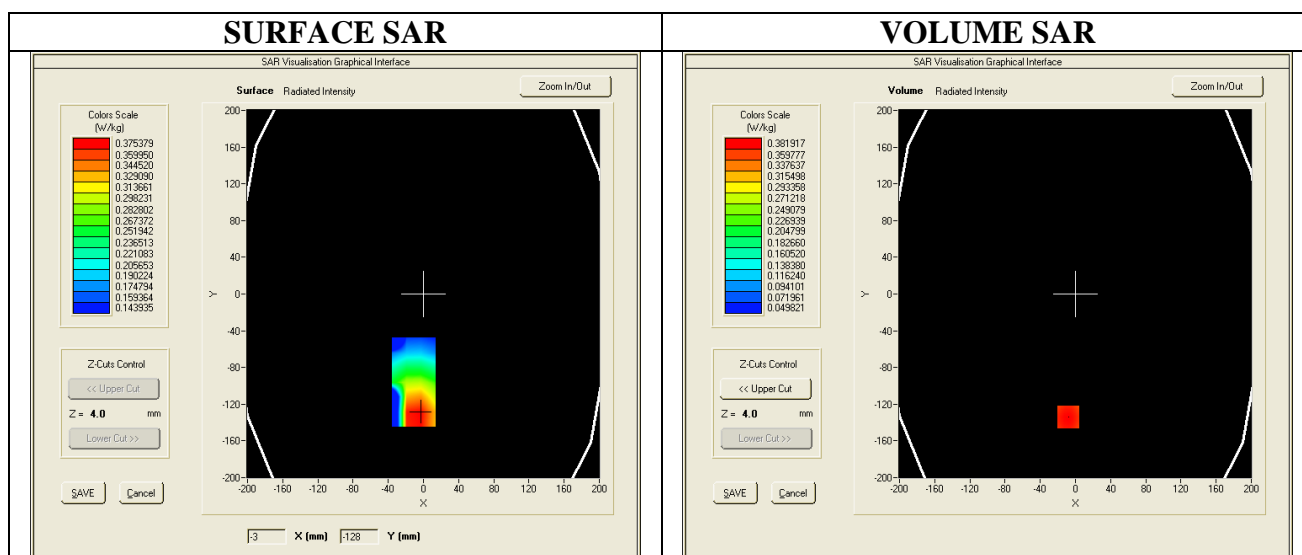 SURFACE SAR
SAR Visualisation Graphical Interface
Surface Radiated Intensity
Zoom In/Out
Colors Scale
(W/kg)
0.375379
0.359950
0.344520
0.329090
0.313661
0.298231
0.282802
0.267372
0.251942
0.236513
0.221083
0.205653
0.190224
0.174794
0.159364
0.143935
200
160
120
80
40
0
-40
-80
-120
-160
-200
Y
-200 -160 -120 -80 -40 0 40 80 120 160 200
X
Z-Cuts Control
<< Upper Cut
Z = 4.0 mm
Lower Cut >>
SAVE Cancel
-3 X (mm) -128 Y (mm)
VOLUME SAR
SAR Visualisation Graphical Interface
Volume Radiated Intensity
Zoom In/Out
Colors Scale
(W/kg)
0.381917
0.359777
0.337637
0.315498
0.293358
0.271218
0.249079
0.226939
0.204799
0.182660
0.160520
0.138380
0.116240
0.094101
0.071961
0.049821
200
160
120
80
40
0
-40
-80
-120
-160
-200
Y
-200 -160 -120 -80 -40 0 40 80 120 160 200
X
Z-Cuts Control
<< Upper Cut
Z = 4.0 mm
Lower Cut >>
SAVE Cancel